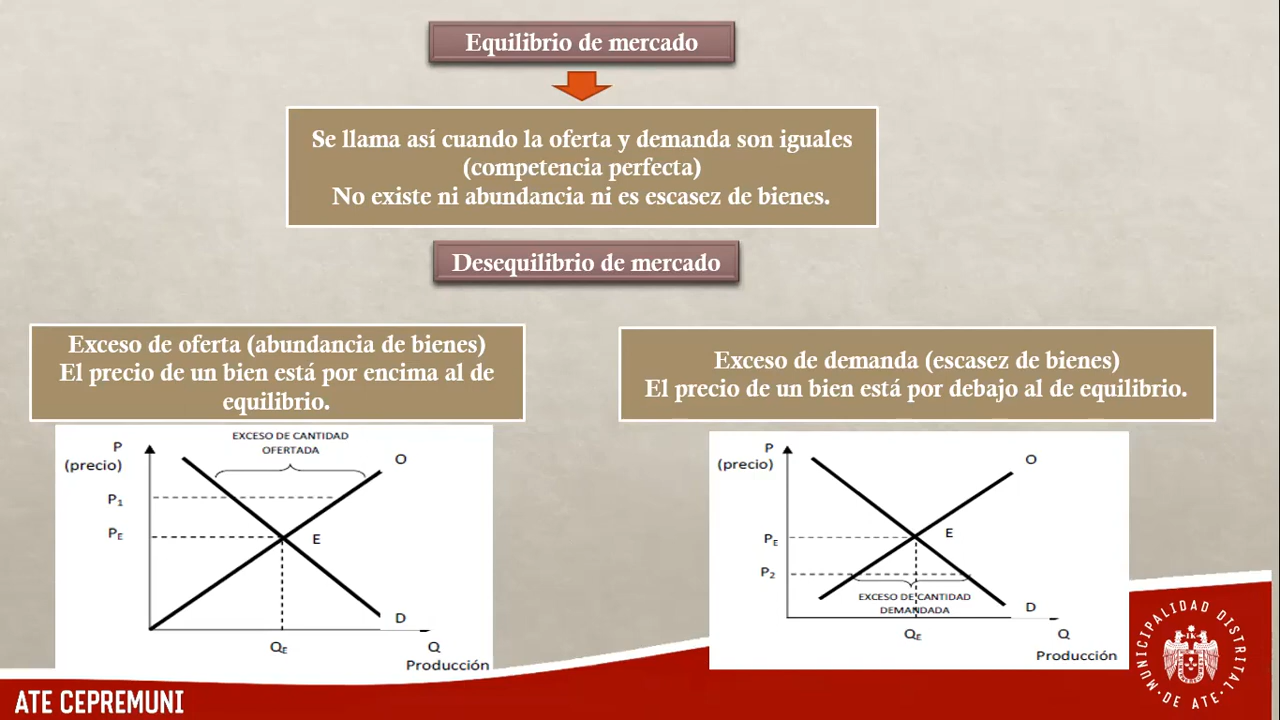 Equilibrio de mercado
Se llama así cuando la oferta y demanda son iguales
(competencia perfecta)
No existe ni abundancia ni es escasez de bienes.
Desequilibrio de mercado
Exceso de oferta (abundancia de bienes)
El precio de un bien está por encima al de
equilibrio.
Exceso de demanda (escasez de bienes)
El precio de un bien está por debajo al de equilibrio.
EXCESO DE CANTIDAD
OFERTADA
P
(precio)
O
P1
PE
E
D
QE
Q
Producción
P
(precio)
O
PE
E
P2
EXCESO DE CANTIDAD
DEMANDADA
D
QE
Q
Producción
ATE CEPREMUNI
MUNICIPALIDAD DISTRITAL
·DE ATE·